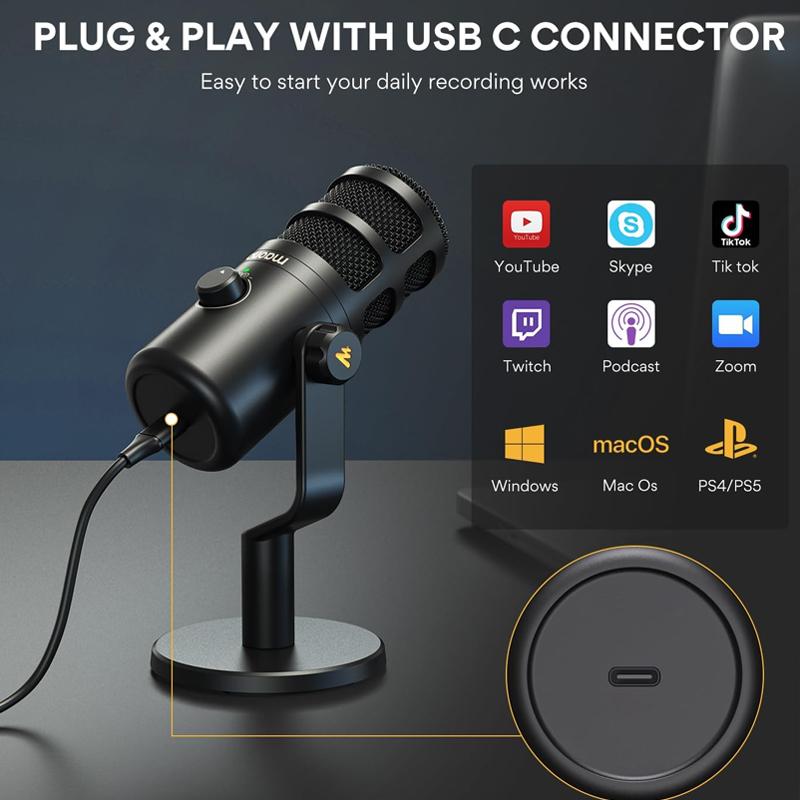 PLUG & PLAY WITH USB C CONNECTOR
Easy to start your daily recording works
YouTube
YouTube
Skype
TikTok
Tik tok
Twitch
Podcast
Zoom
macOS
Windows
Mac Os
PS4/PS5